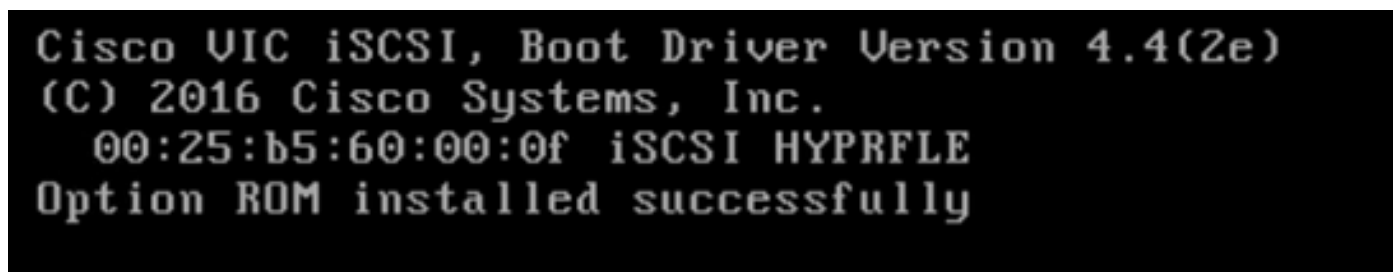 Cisco VIC iSCSI, Boot Driver Version 4.4(2e)
(C) 2016 Cisco Systems, Inc.
00:25:b5:60:00:0f iSCSI HYPRFLE
Option ROM installed successfully